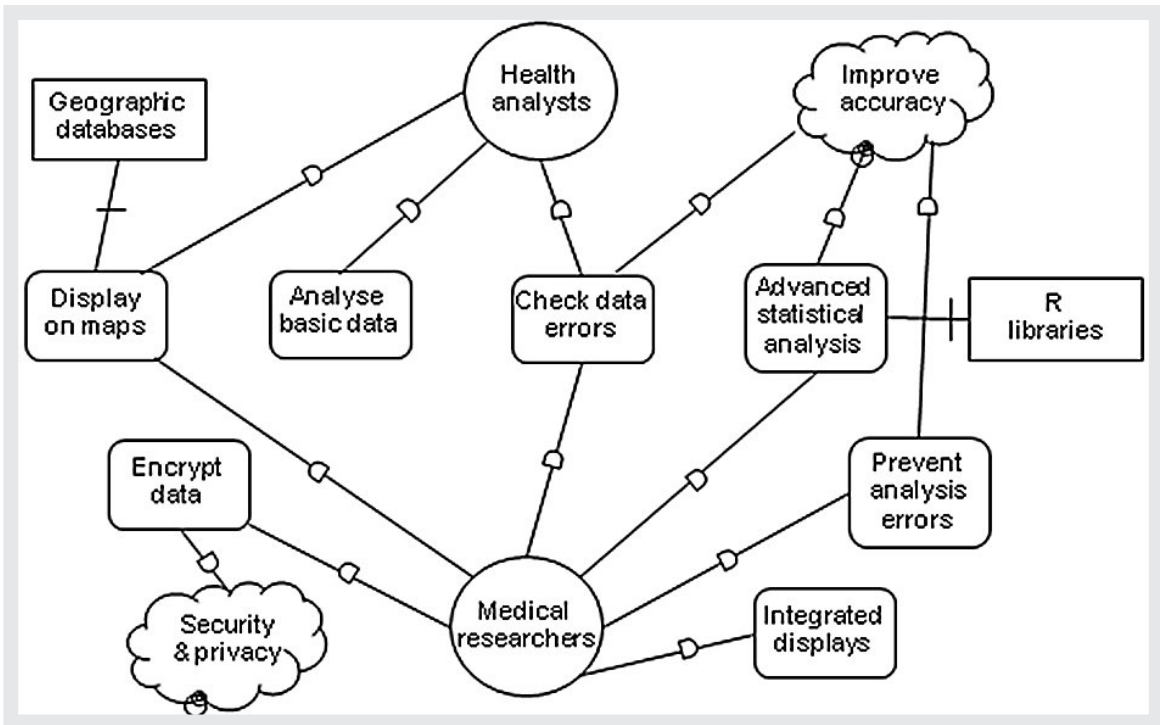 Health
analysts
Improve
accuracy
Geographic
databases
Display
on maps
Analyse
basic data
Check data
errors
Advanced
statistical
analysis
R
libraries
Encrypt
data
Prevent
analysis
errors
Security
& privacy
Medical
researchers
Integrated
displays